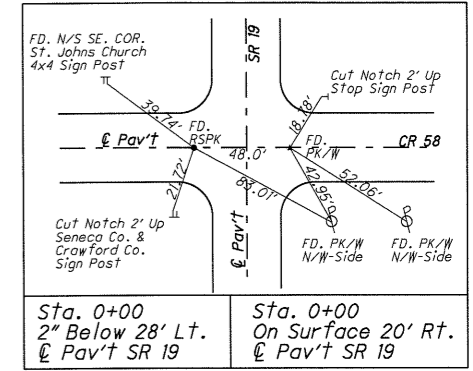 FD. N/S SE. COR.
St. Johns Church
4x4 Sign Post
SR 19
Cut Notch 2' Up
Stop Sign Post
39.74'
18.78'
FD.
RSPK
FD.
PK/W
℄ Pav't
48.0'
CR 58
21.72'
83.01'
42.95'
52.06'
Cut Notch 2' Up
Seneca Co. &
Crawford Co.
Sign Post
℄ Pav't
FD. PK/W
N/W-Side
FD. PK/W
N/W-Side
Sta. 0+00
2" Below 28' Lt.
℄ Pav't SR 19
Sta. 0+00
On Surface 20' Rt.
℄ Pav't SR 19